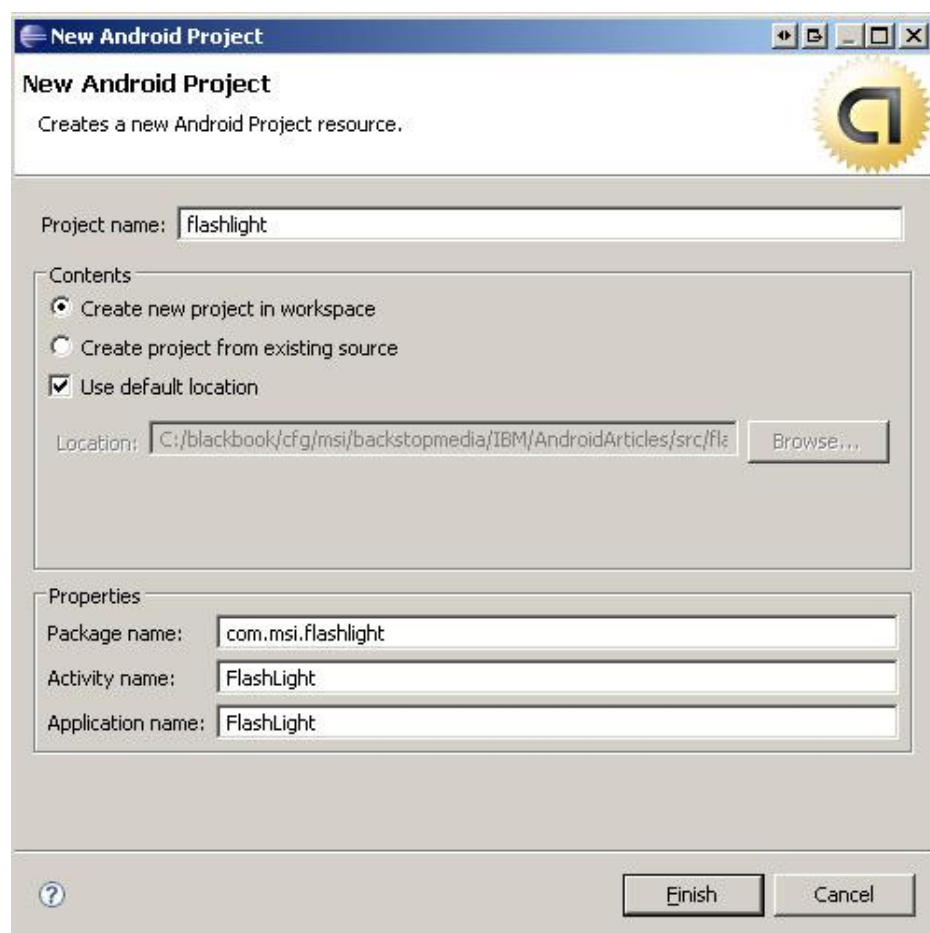 New Android Project
New Android Project
Creates a new Android Project resource.
Project name: flashlight
Contents
Create new project in workspace
Create project from existing source
Use default location
Location: C:/blackbook/cfg/msi/backstopmedia/IBM/AndroidArticles/src/fla
Browse...
Properties
Package name: com.msi.flashlight
Activity name: FlashLight
Application name: FlashLight
Finish Cancel